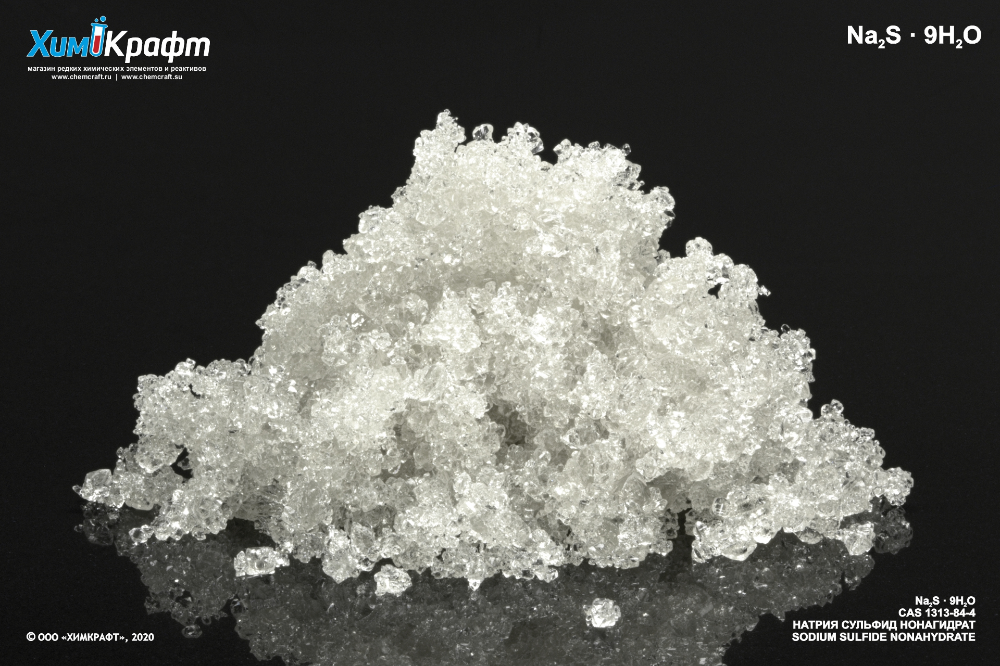 ХимКрафт
магазин редких химических элементов и реактивов
www.chemcraft.ru | www.chemcraft.su
Na₂S · 9H₂O
Na₂S · 9H₂O
CAS 1313-84-4
НАТРИЯ СУЛЬФИД НОНАГИДРАТ
SODIUM SULFIDE NONAHYDRATE
© ООО «ХИМКРАФТ», 2020